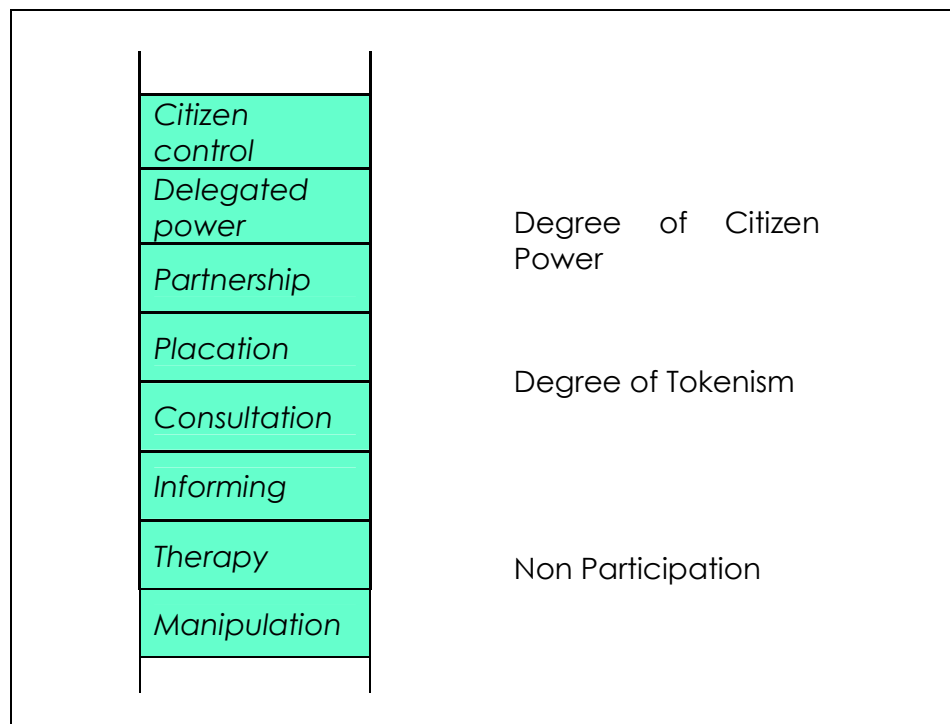 Citizen
control
Delegated
power
Partnership
Placation
Consultation
Informing
Therapy
Manipulation
Degree of Citizen
Power
Degree of Tokenism
Non Participation